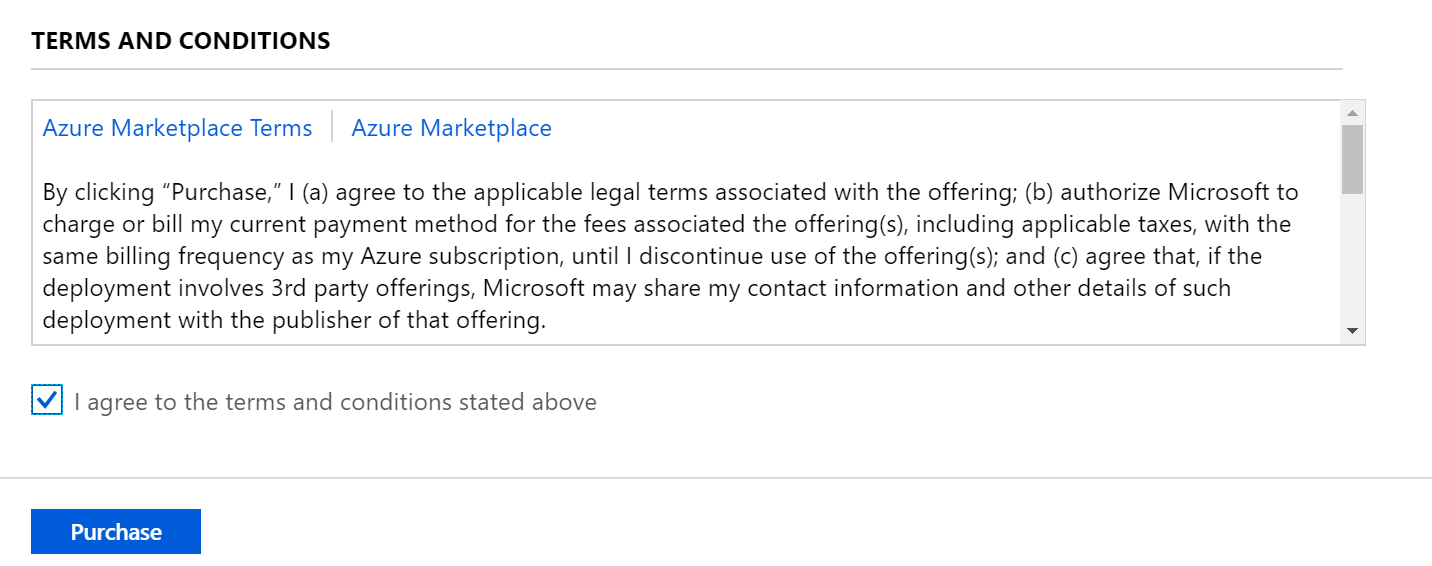 TERMS AND CONDITIONS
Azure Marketplace Terms | Azure Marketplace
By clicking “Purchase,” I (a) agree to the applicable legal terms associated with the offering; (b) authorize Microsoft to
charge or bill my current payment method for the fees associated the offering(s), including applicable taxes, with the
same billing frequency as my Azure subscription, until I discontinue use of the offering(s); and (c) agree that, if the
deployment involves 3rd party offerings, Microsoft may share my contact information and other details of such
deployment with the publisher of that offering.
I agree to the terms and conditions stated above
Purchase